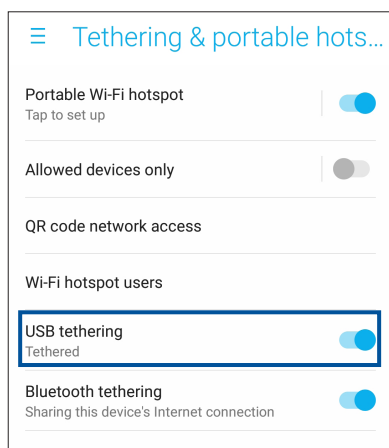 Tethering & portable hots...
Portable Wi-Fi hotspot
Tap to set up
Allowed devices only
QR code network access
Wi-Fi hotspot users
USB tethering
Tethered
Bluetooth tethering
Sharing this device's Internet connection